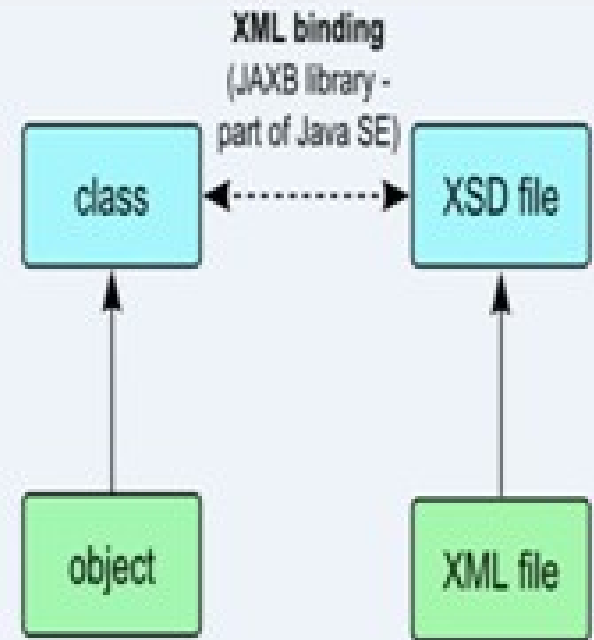 XML binding
(JAXB library -
part of Java SE)
class
XSD file
object
XML file